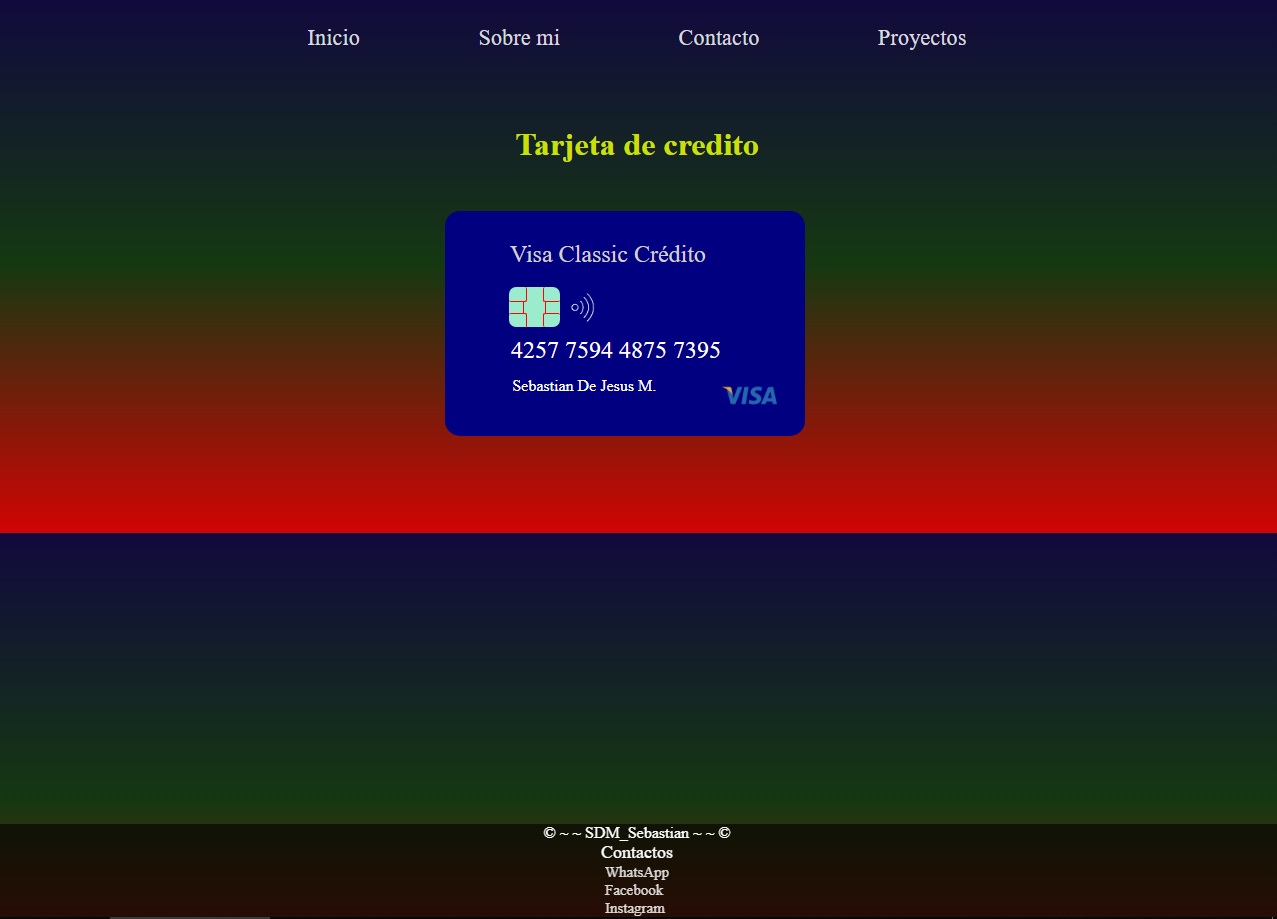 Inicio Sobre mi Contacto Proyectos
Tarjeta de credito
Visa Classic Crédito
4257 7594 4875 7395
Sebastian De Jesus M.
VISA
© ~ ~ SDM_Sebastian ~ ~ ©
Contactos
WhatsApp
Facebook
Instagram